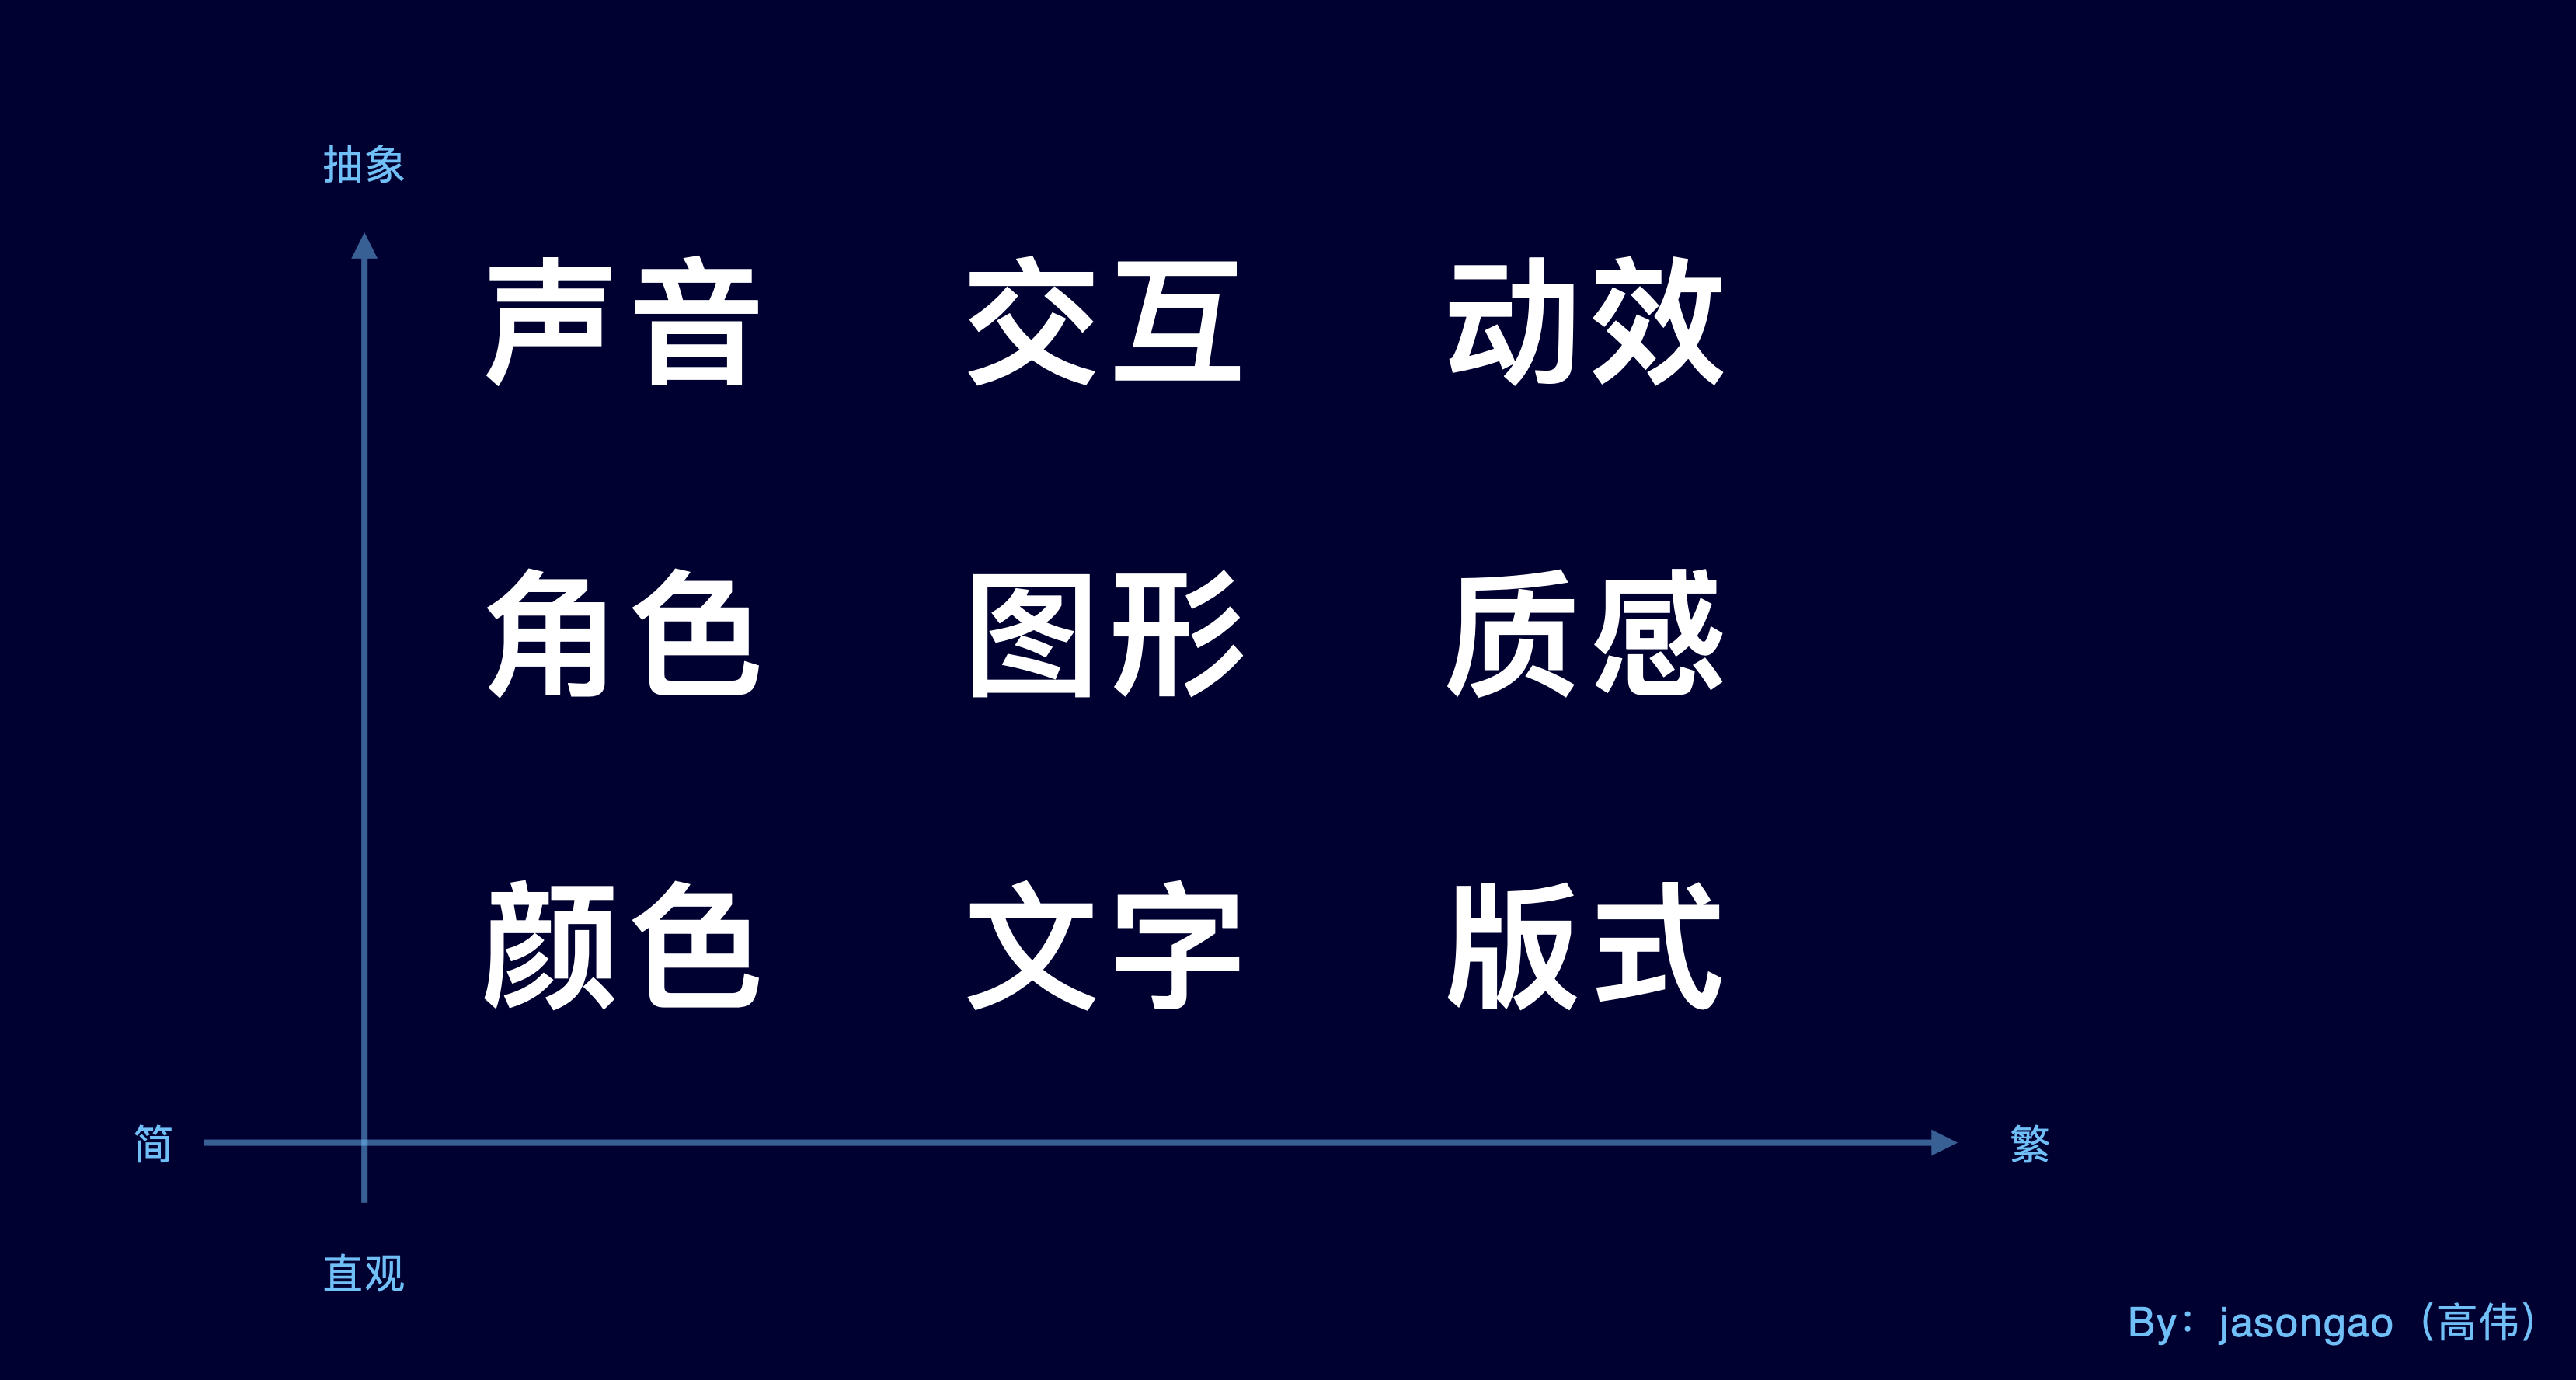 抽象
声音 交互 动效
角色 图形 质感
颜色 文字 版式
简 繁
直观
By：jasongao（高伟）